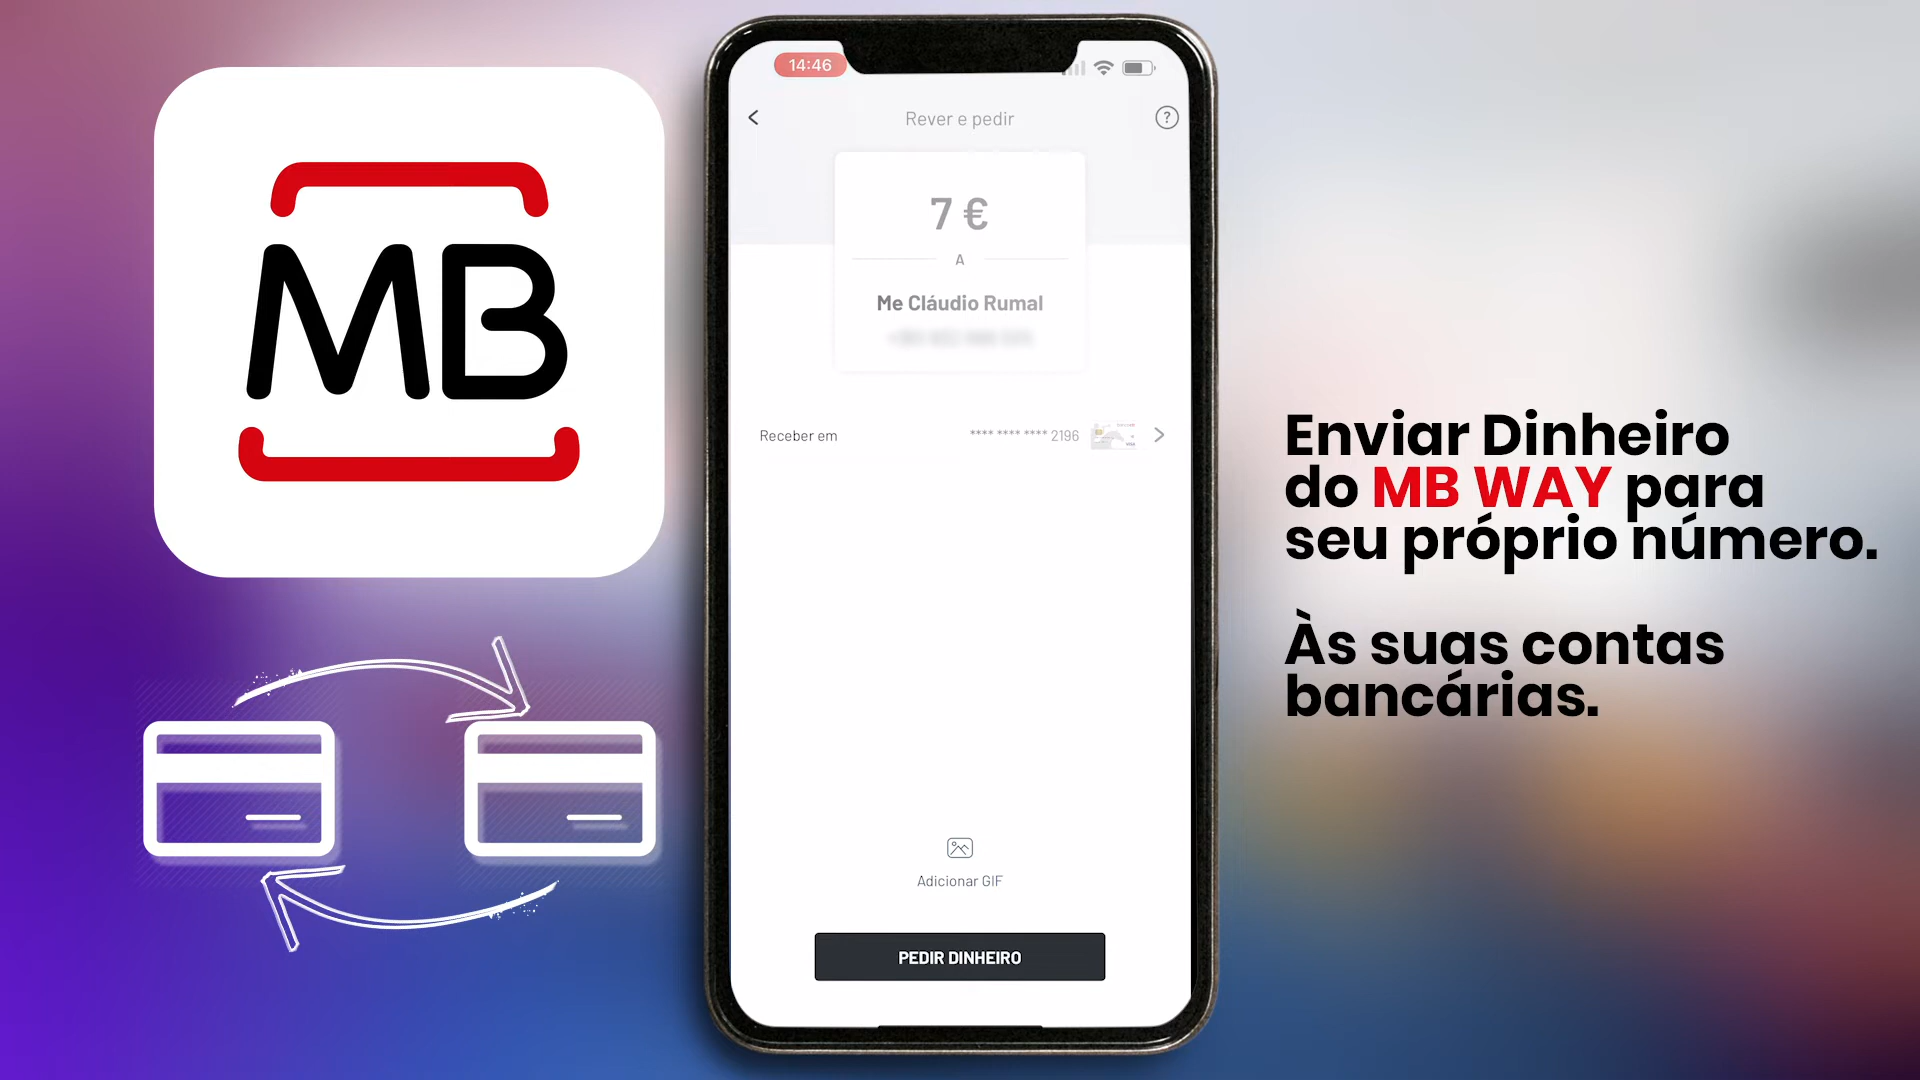 MB
14:46
Rever e pedir
?
7 €
A
Me Cláudio Rumal
Receber em
**** **** **** 2196
Adicionar GIF
PEDIR DINHEIRO
Enviar Dinheiro
do MB WAY para
seu próprio número.
Às suas contas
bancárias.